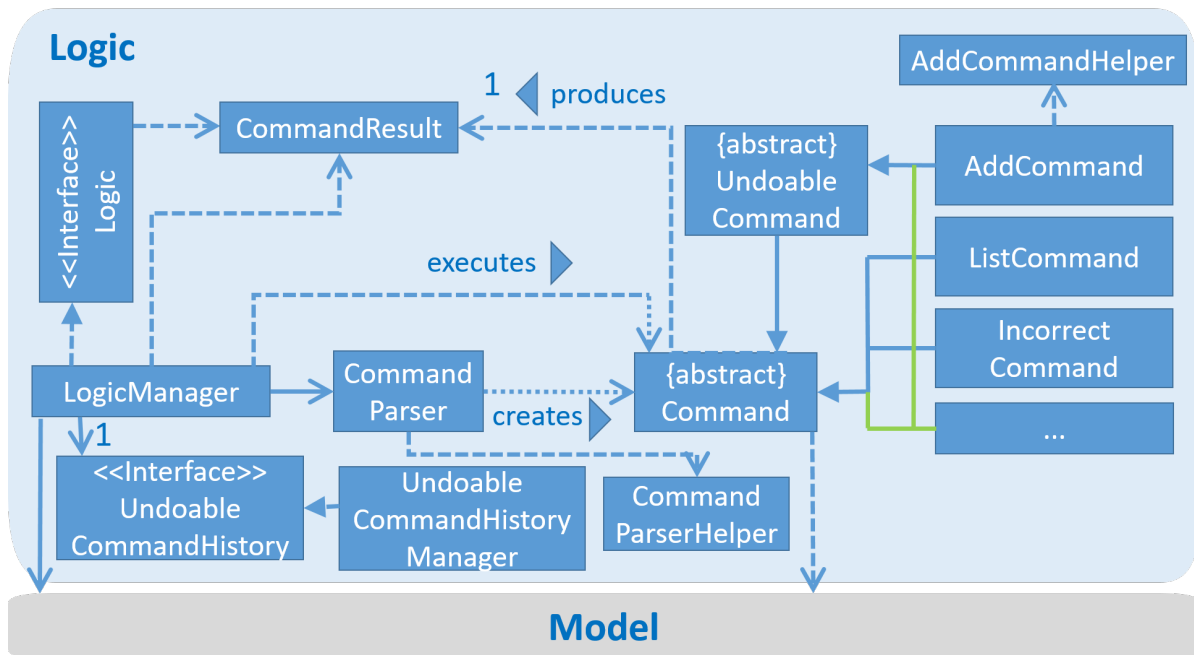 Logic
AddCommandHelper
1
produces
<<Interface>>
Logic
CommandResult
{abstract}
Undoable
Command
AddCommand
executes
ListCommand
Incorrect
Command
LogicManager
Command
Parser
creates
{abstract}
Command
...
1
<<Interface>>
Undoable
CommandHistory
Undoable
CommandHistory
Manager
Command
ParserHelper
Model